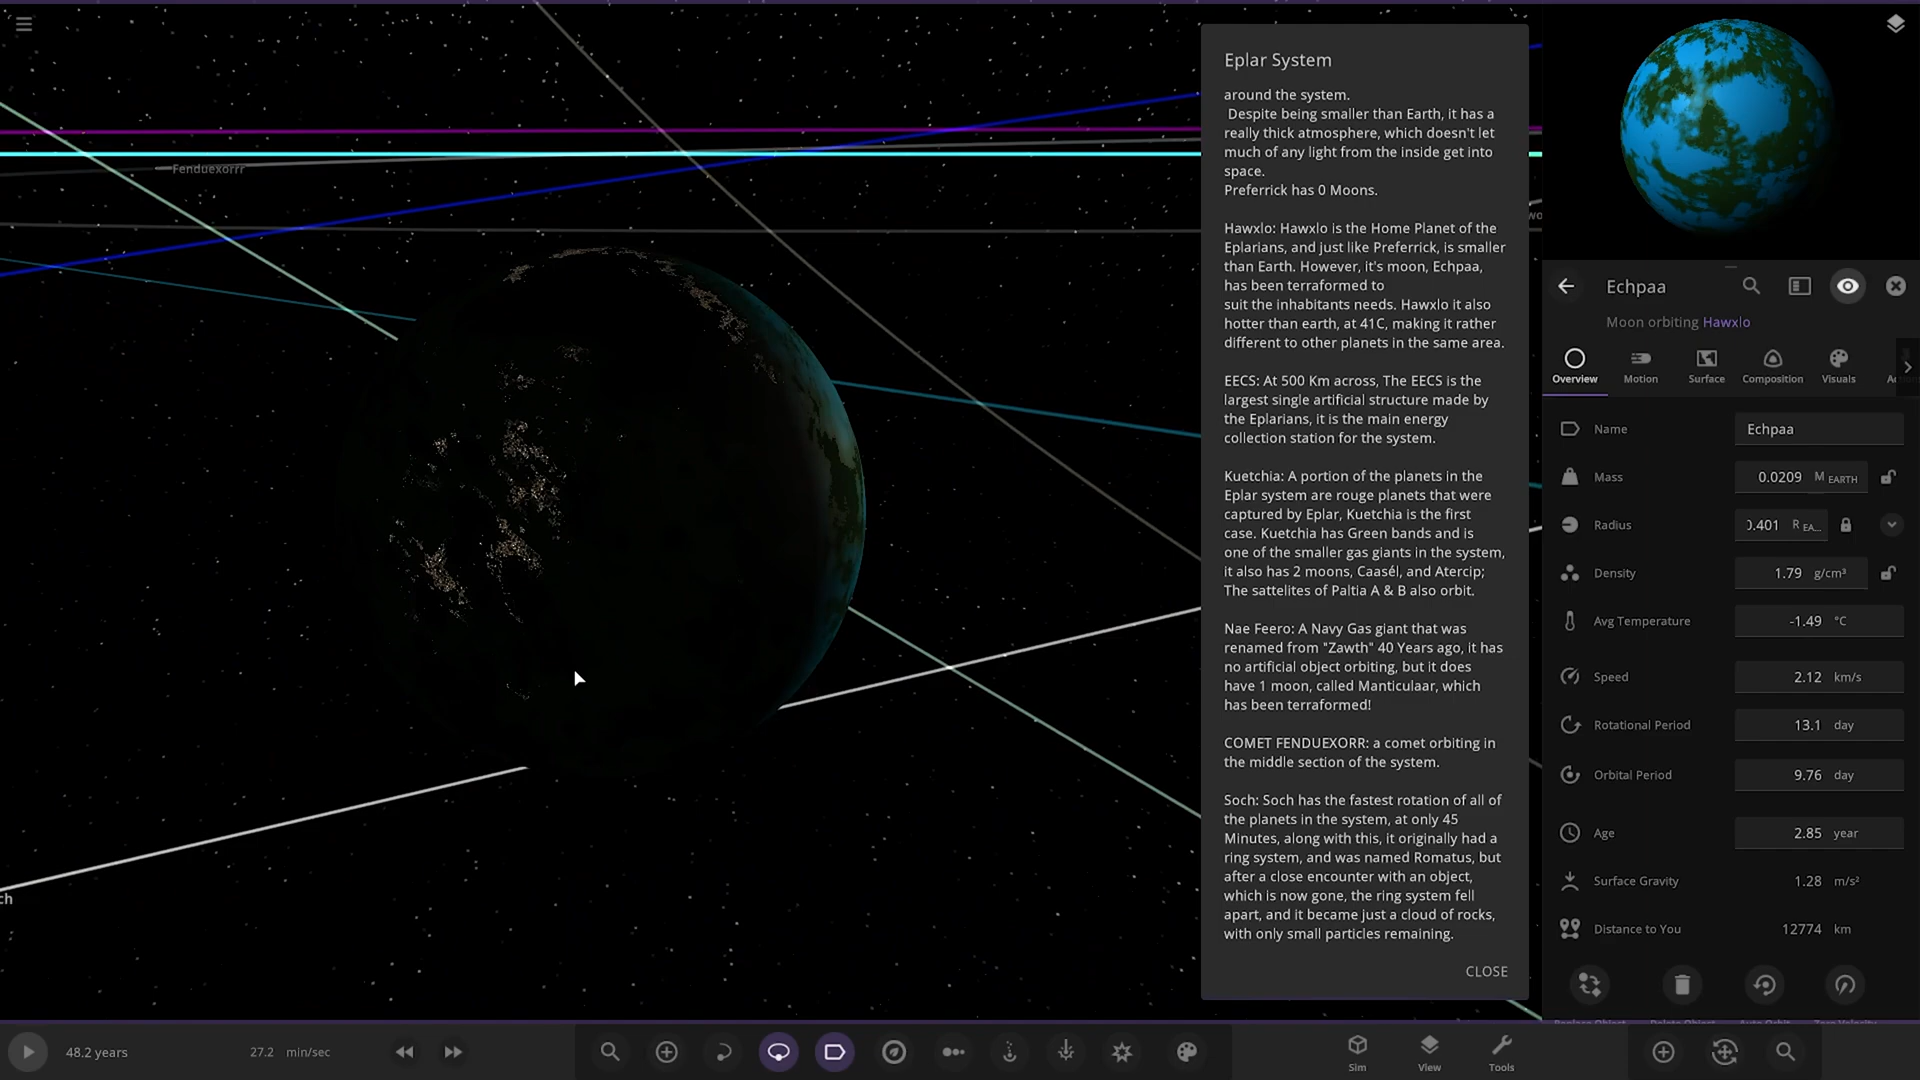 Fenduexorrr
ch
Eplar System
around the system.
Despite being smaller than Earth, it has a
really thick atmosphere, which doesn't let
much of any light from the inside get into
space.
Preferrick has 0 Moons.
Hawxlo: Hawxlo is the Home Planet of the
Eplarians, and just like Preferrick, is smaller
than Earth. However, it's moon, Echpaa,
has been terraformed to
suit the inhabitants needs. Hawxlo it also
hotter than earth, at 41C, making it rather
different to other planets in the same area.
EECS: At 500 Km across, The EECS is the
largest single artificial structure made by
the Eplarians, it is the main energy
collection station for the system.
Kuetchia: A portion of the planets in the
Eplar system are rouge planets that were
captured by Eplar, Kuetchia is the first
case. Kuetchia has Green bands and is
one of the smaller gas giants in the system,
it also has 2 moons, Caasél, and Atercip;
The sattelites of Paltia A & B also orbit.
Nae Feero: A Navy Gas giant that was
renamed from "Zawth" 40 Years ago, it has
no artificial object orbiting, but it does
have 1 moon, called Manticulaar, which
has been terraformed!
COMET FENDUEXORR: a comet orbiting in
the middle section of the system.
Soch: Soch has the fastest rotation of all of
the planets in the system, at only 45
Minutes, along with this, it originally had a
ring system, and was named Romatus, but
after a close encounter with an object,
which is now gone, the ring system fell
apart, and it became just a cloud of rocks,
with only small particles remaining.
CLOSE
wo
Echpaa
Moon orbiting Hawxlo
Overview Motion Surface Composition Visuals
Name Echpaa
Mass 0.0209 M EARTH
Radius 0.401 R EA...
Density 1.79 g/cm³
Avg Temperature -1.49 °C
Speed 2.12 km/s
Rotational Period 13.1 day
Orbital Period 9.76 day
Age 2.85 year
Surface Gravity 1.28 m/s²
Distance to You 12774 km
48.2 years 27.2 min/sec
Sim View Tools